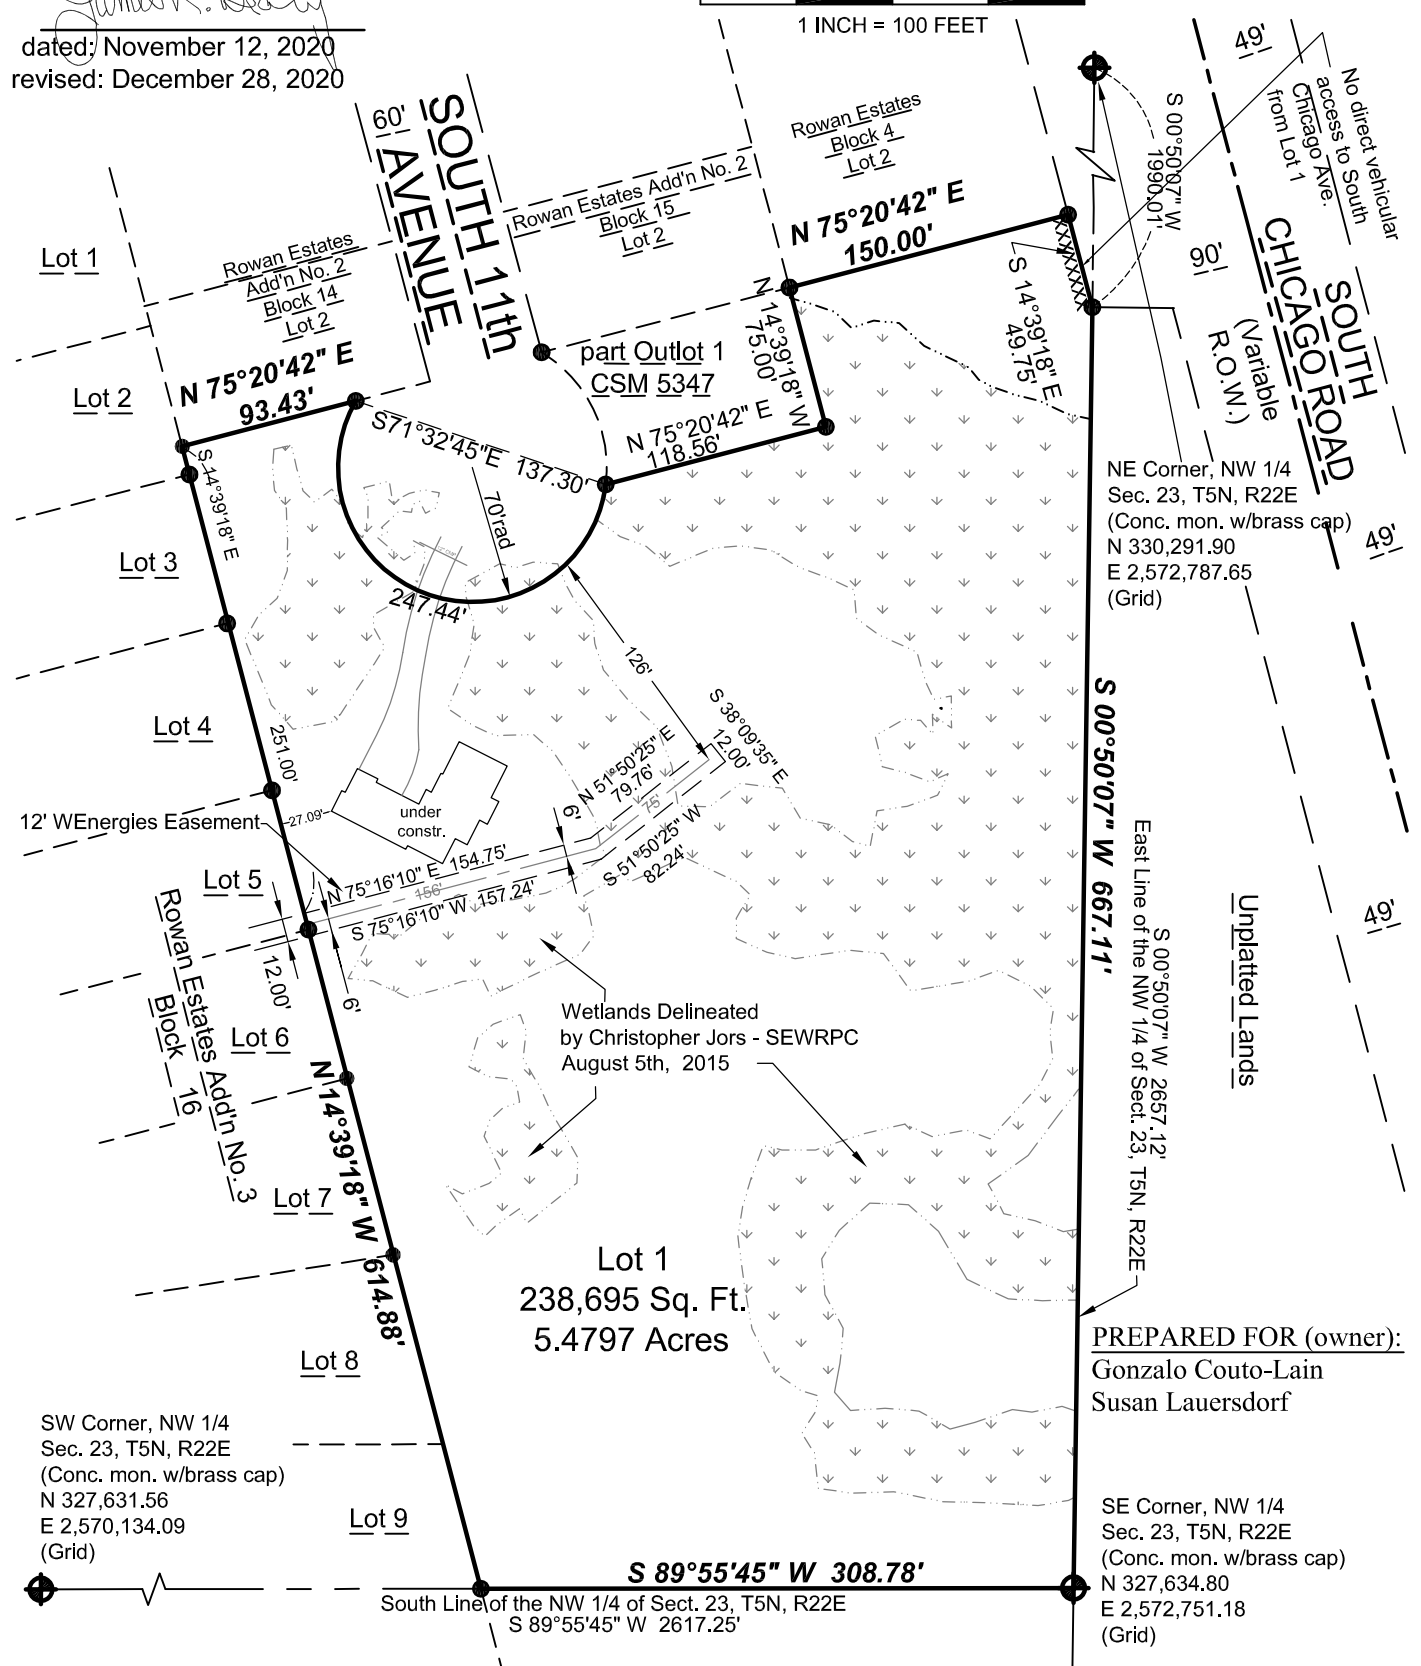 dated: November 12, 2020
revised: December 28, 2020
1 INCH = 100 FEET
60'
SOUTH 11th
AVENUE
Rowan Estates
Block 4
Lot 2
Rowan Estates Add'n No. 2
Block 15
Lot 2
Rowan Estates
Add'n No. 2
Block 14
Lot 2
49'
No direct vehicular
access to South
Chicago Ave.
from Lot 1
S 00°50'07" W
1990.01'
90'
SOUTH
CHICAGO ROAD
(Variable
R.O.W.)
N 75°20'42" E
150.00'
S 14°39'18" E
49.75'
N 14°39'18" W
75.00'
part Outlot 1
CSM 5347
N 75°20'42" E
118.56'
N 75°20'42" E
93.43'
S71°32'45"E 137.30'
70'rad
247.44'
S 14°39'18" E
251.00'
Lot 1
Lot 2
Lot 3
Lot 4
Lot 5
Lot 6
Lot 7
Lot 8
Lot 9
NE Corner, NW 1/4
Sec. 23, T5N, R22E
(Conc. mon. w/brass cap)
N 330,291.90
E 2,572,787.65
(Grid)
49'
49'
126'
S 38°09'35" E
12.00'
N 51°50'25" E
79.76'
75'
S 51°50'25" W
82.24'
6'
under
constr.
27.09'
12' WEnergies Easement
N 75°16'10" E 154.75'
156'
S 75°16'10" W 157.24'
12.00'
6'
Rowan Estates Add'n No. 3
Block 16
N 14°39'18" W 614.88'
Wetlands Delineated
by Christopher Jors - SEWRPC
August 5th, 2015
S 00°50'07" W 667.11'
S 00°50'07" W 2657.12'
East Line of the NW 1/4 of Sect. 23, T5N, R22E
Unplatted Lands
Lot 1
238,695 Sq. Ft.
5.4797 Acres
PREPARED FOR (owner):
Gonzalo Couto-Lain
Susan Lauersdorf
SW Corner, NW 1/4
Sec. 23, T5N, R22E
(Conc. mon. w/brass cap)
N 327,631.56
E 2,570,134.09
(Grid)
SE Corner, NW 1/4
Sec. 23, T5N, R22E
(Conc. mon. w/brass cap)
N 327,634.80
E 2,572,751.18
(Grid)
S 89°55'45" W 308.78'
South Line of the NW 1/4 of Sect. 23, T5N, R22E
S 89°55'45" W 2617.25'